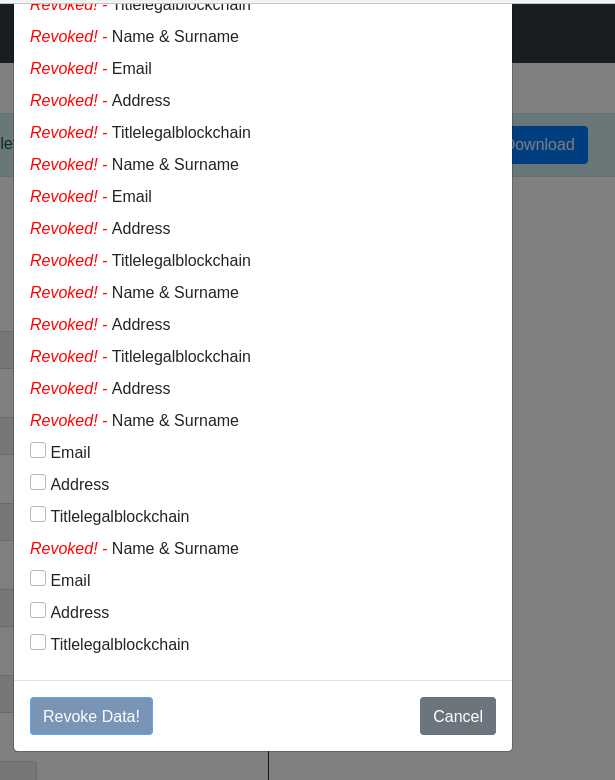 Revoked! - Titlelegalblockchain
Revoked! - Name & Surname
Revoked! - Email
Revoked! - Address
Revoked! - Titlelegalblockchain
Revoked! - Name & Surname
Revoked! - Email
Revoked! - Address
Revoked! - Titlelegalblockchain
Revoked! - Name & Surname
Revoked! - Address
Revoked! - Titlelegalblockchain
Revoked! - Address
Revoked! - Name & Surname
Email
Address
Titlelegalblockchain
Revoked! - Name & Surname
Email
Address
Titlelegalblockchain
Revoke Data!
Cancel
Download